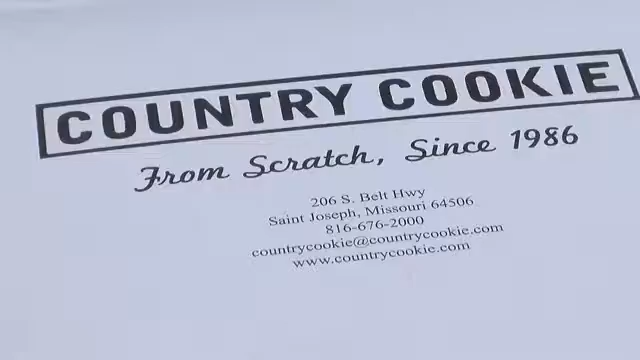 COUNTRY COOKIE
From Scratch, Since 1986
206 S. Belt Hwy
Saint Joseph, Missouri 64506
816-676-2000
countrycookie@countrycookie.com
www.countrycookie.com